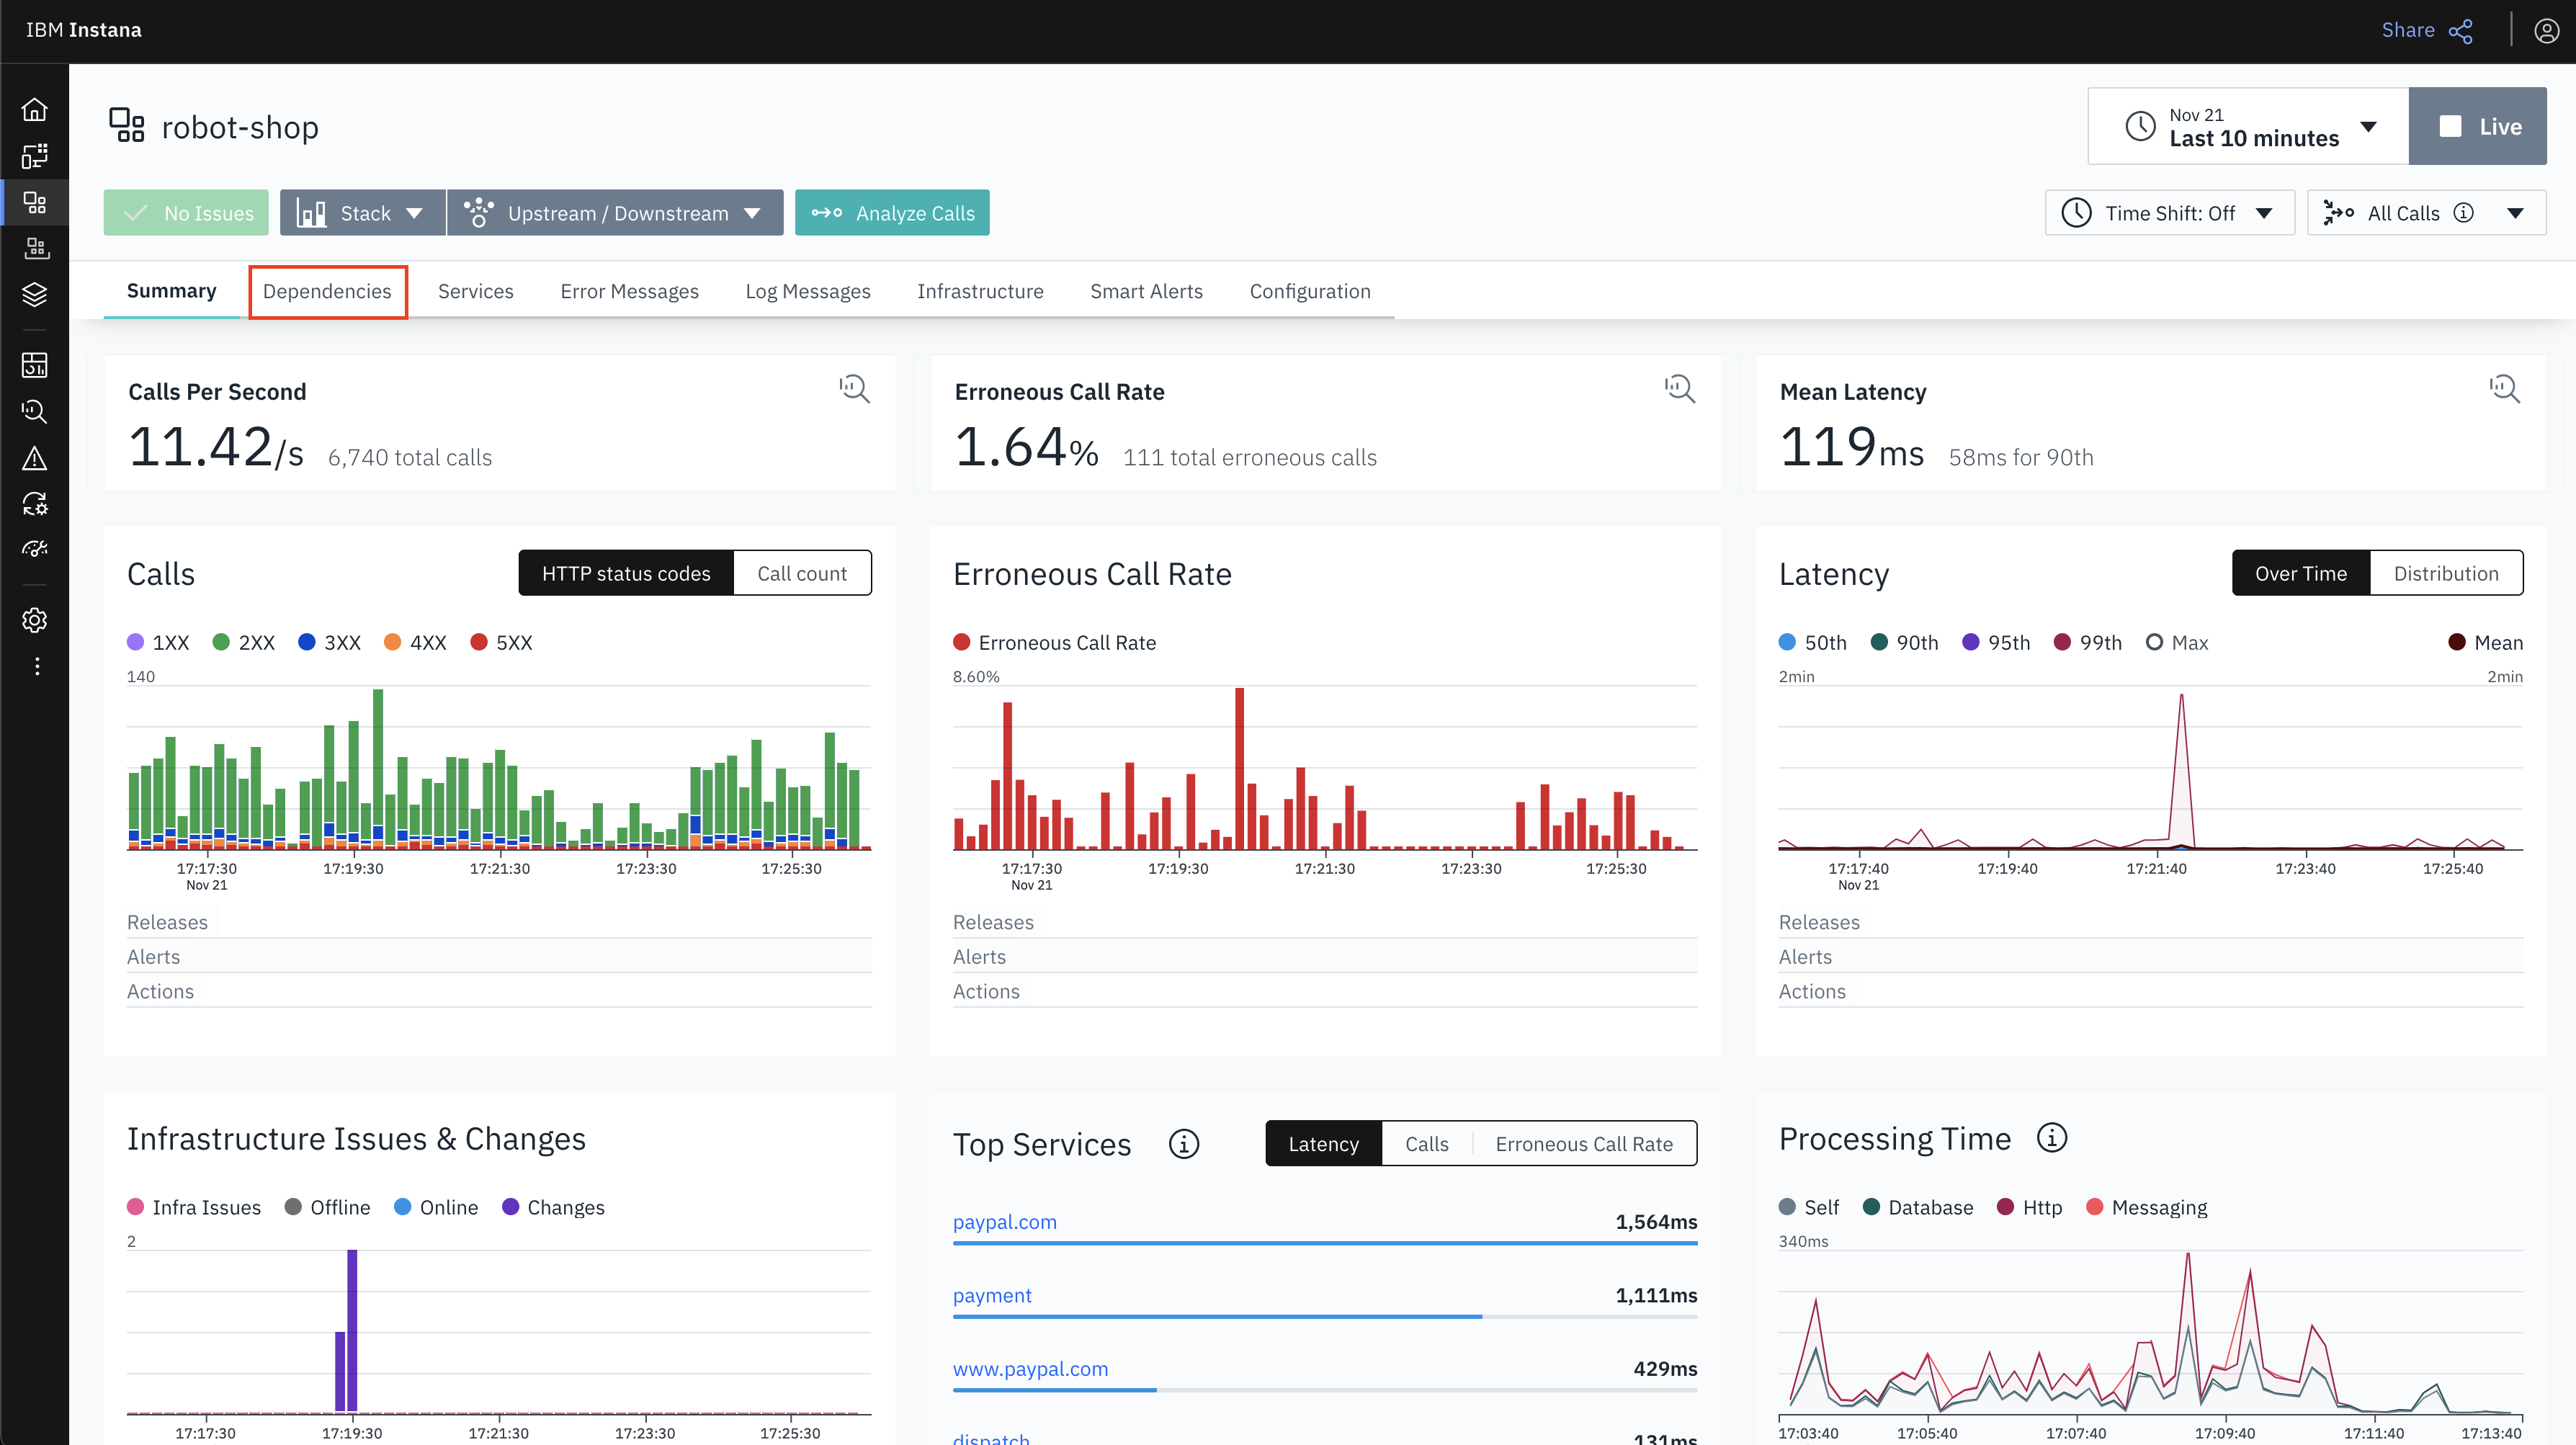 IBM Instana
Share
robot-shop
Nov 21
Last 10 minutes
Live
No Issues
Stack
Upstream / Downstream
Analyze Calls
Time Shift: Off
All Calls
Summary
Dependencies
Services
Error Messages
Log Messages
Infrastructure
Smart Alerts
Configuration
Calls Per Second
11.42/s 6,740 total calls
Erroneous Call Rate
1.64% 111 total erroneous calls
Mean Latency
119ms 58ms for 90th
Calls
HTTP status codes
Call count
1XX 2XX 3XX 4XX 5XX
140
17:17:30 17:19:30 17:21:30 17:23:30 17:25:30
Nov 21
Releases
Alerts
Actions
Erroneous Call Rate
Erroneous Call Rate
8.60%
17:17:30 17:19:30 17:21:30 17:23:30 17:25:30
Nov 21
Releases
Alerts
Actions
Latency
Over Time
Distribution
50th 90th 95th 99th Max Mean
2min 2min
17:17:40 17:19:40 17:21:40 17:23:40 17:25:40
Nov 21
Releases
Alerts
Actions
Infrastructure Issues & Changes
Infra Issues Offline Online Changes
2
17:17:30 17:19:30 17:21:30 17:23:30 17:25:30
Top Services
Latency
Calls
Erroneous Call Rate
paypal.com 1,564ms
payment 1,111ms
www.paypal.com 429ms
dispatch 131ms
Processing Time
Self Database Http Messaging
340ms
17:03:40 17:05:40 17:07:40 17:09:40 17:11:40 17:13:40